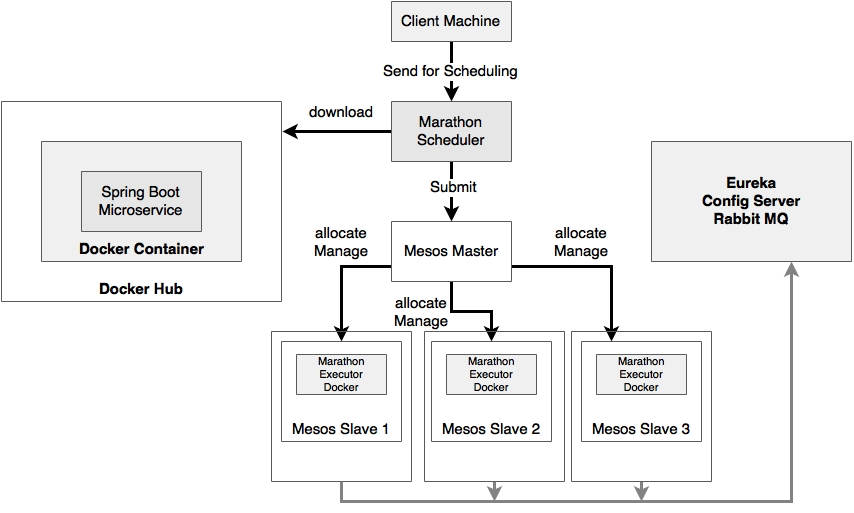 Client Machine
Send for Scheduling
download
Marathon
Scheduler
Spring Boot
Microservice
Docker Container
Docker Hub
Submit
Eureka
Config Server
Rabbit MQ
allocate
Manage
Mesos Master
allocate
Manage
allocate
Manage
Marathon
Executor
Docker
Mesos Slave 1
Marathon
Executor
Docker
Mesos Slave 2
Marathon
Executor
Docker
Mesos Slave 3